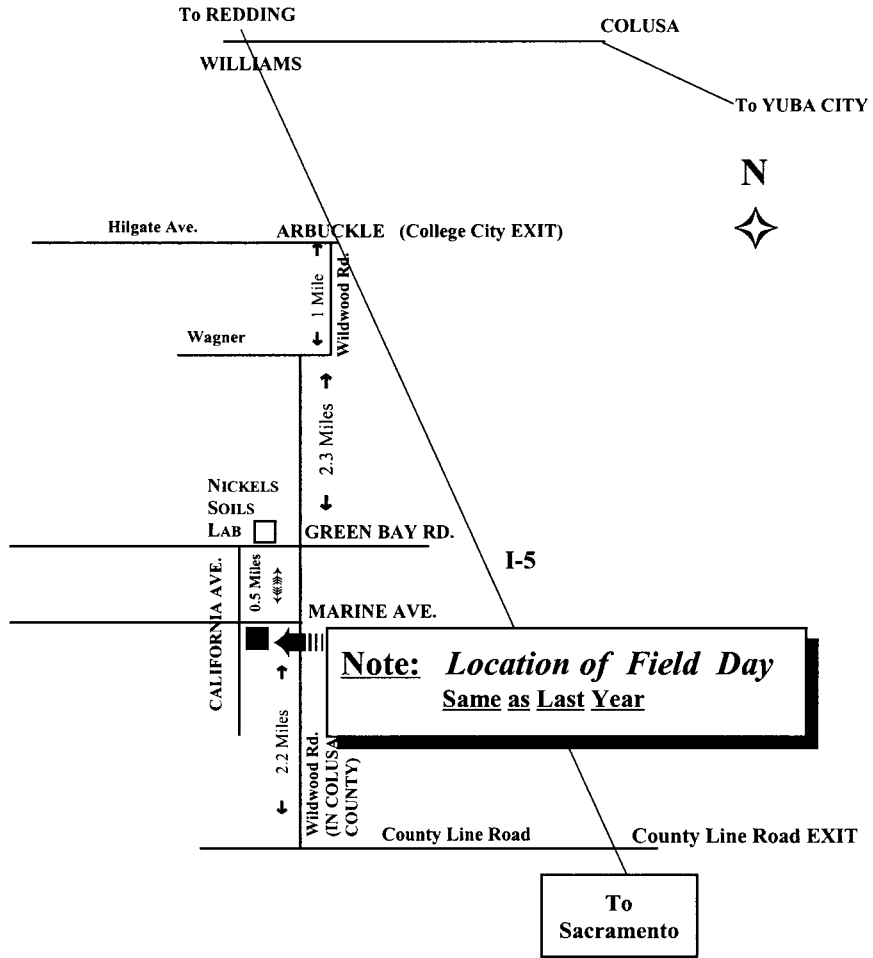 To REDDING
COLUSA
WILLIAMS
To YUBA CITY
N
Hilgate Ave.
ARBUCKLE (College City EXIT)
1 Mile
Wildwood Rd.
Wagner
2.3 Miles
NICKELS
SOILS
LAB
GREEN BAY RD.
I-5
CALIFORNIA AVE.
0.5 Miles
MARINE AVE.
Note: Location of Field Day
Same as Last Year
2.2 Miles
Wildwood Rd.
(IN COLUSA
COUNTY)
County Line Road
County Line Road EXIT
To
Sacramento